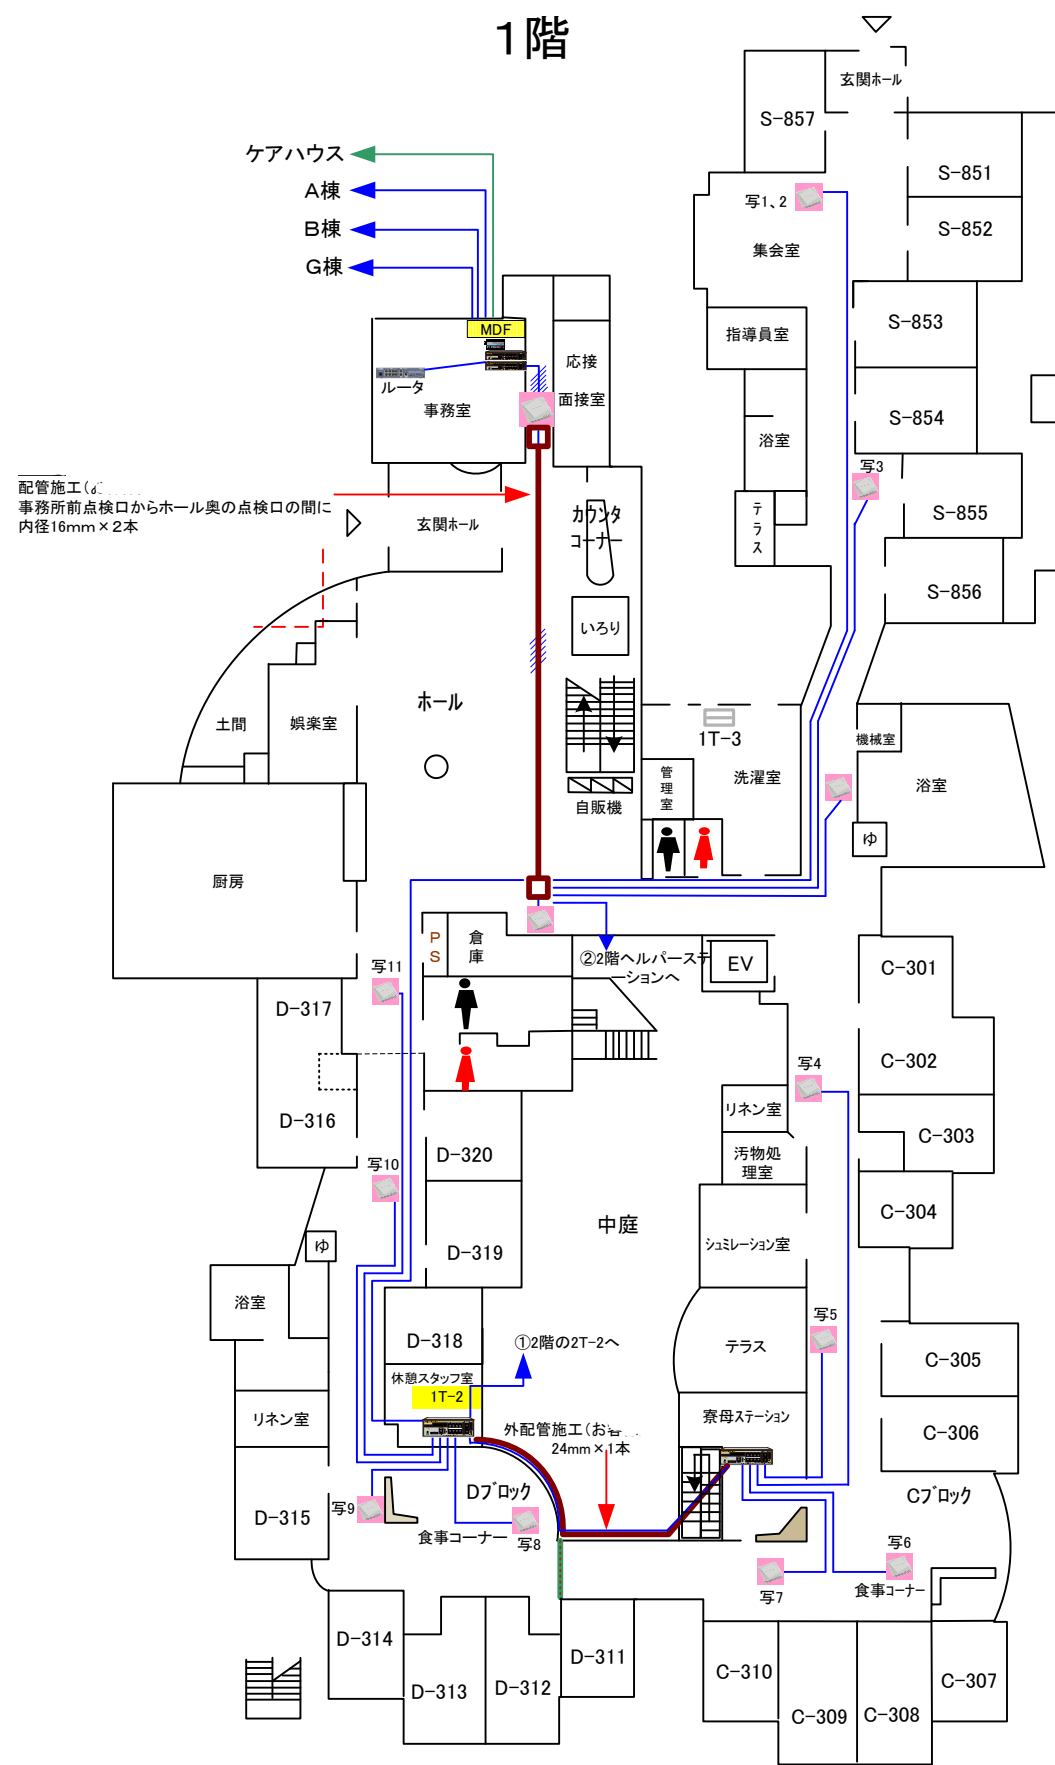 1階
玄関ホール
S-857
ケアハウス
A棟
B棟
G棟
S-851
写1、2
S-852
集会室
MDF
S-853
指導員室
応接
面接室
ルータ
事務室
S-854
浴室
写3
配管施工(
事務所前点検口からホール奥の点検口の間に
内径16mm×2本
玄関ホール
カウンタ
コーナー
テラス
S-855
S-856
いろり
ホール
土間
娯楽室
1T-3
機械室
洗濯室
管理室
浴室
自販機
ゆ
厨房
PS
倉庫
②2階ヘルパーステ
ーションへ
EV
C-301
写11
D-317
C-302
写4
リネン室
D-316
C-303
D-320
汚物処
理室
写10
C-304
中庭
シュミレーション室
D-319
ゆ
浴室
写5
D-318
①2階の2T-2へ
テラス
C-305
休憩スタッフ室
1T-2
リネン室
寮母ステーション
外配管施工(お
24mm×1本
C-306
Dブロック
Cブロック
写9
D-315
食事コーナー
写8
写6
写7
食事コーナー
D-314
D-311
C-310
C-307
D-313
D-312
C-309
C-308